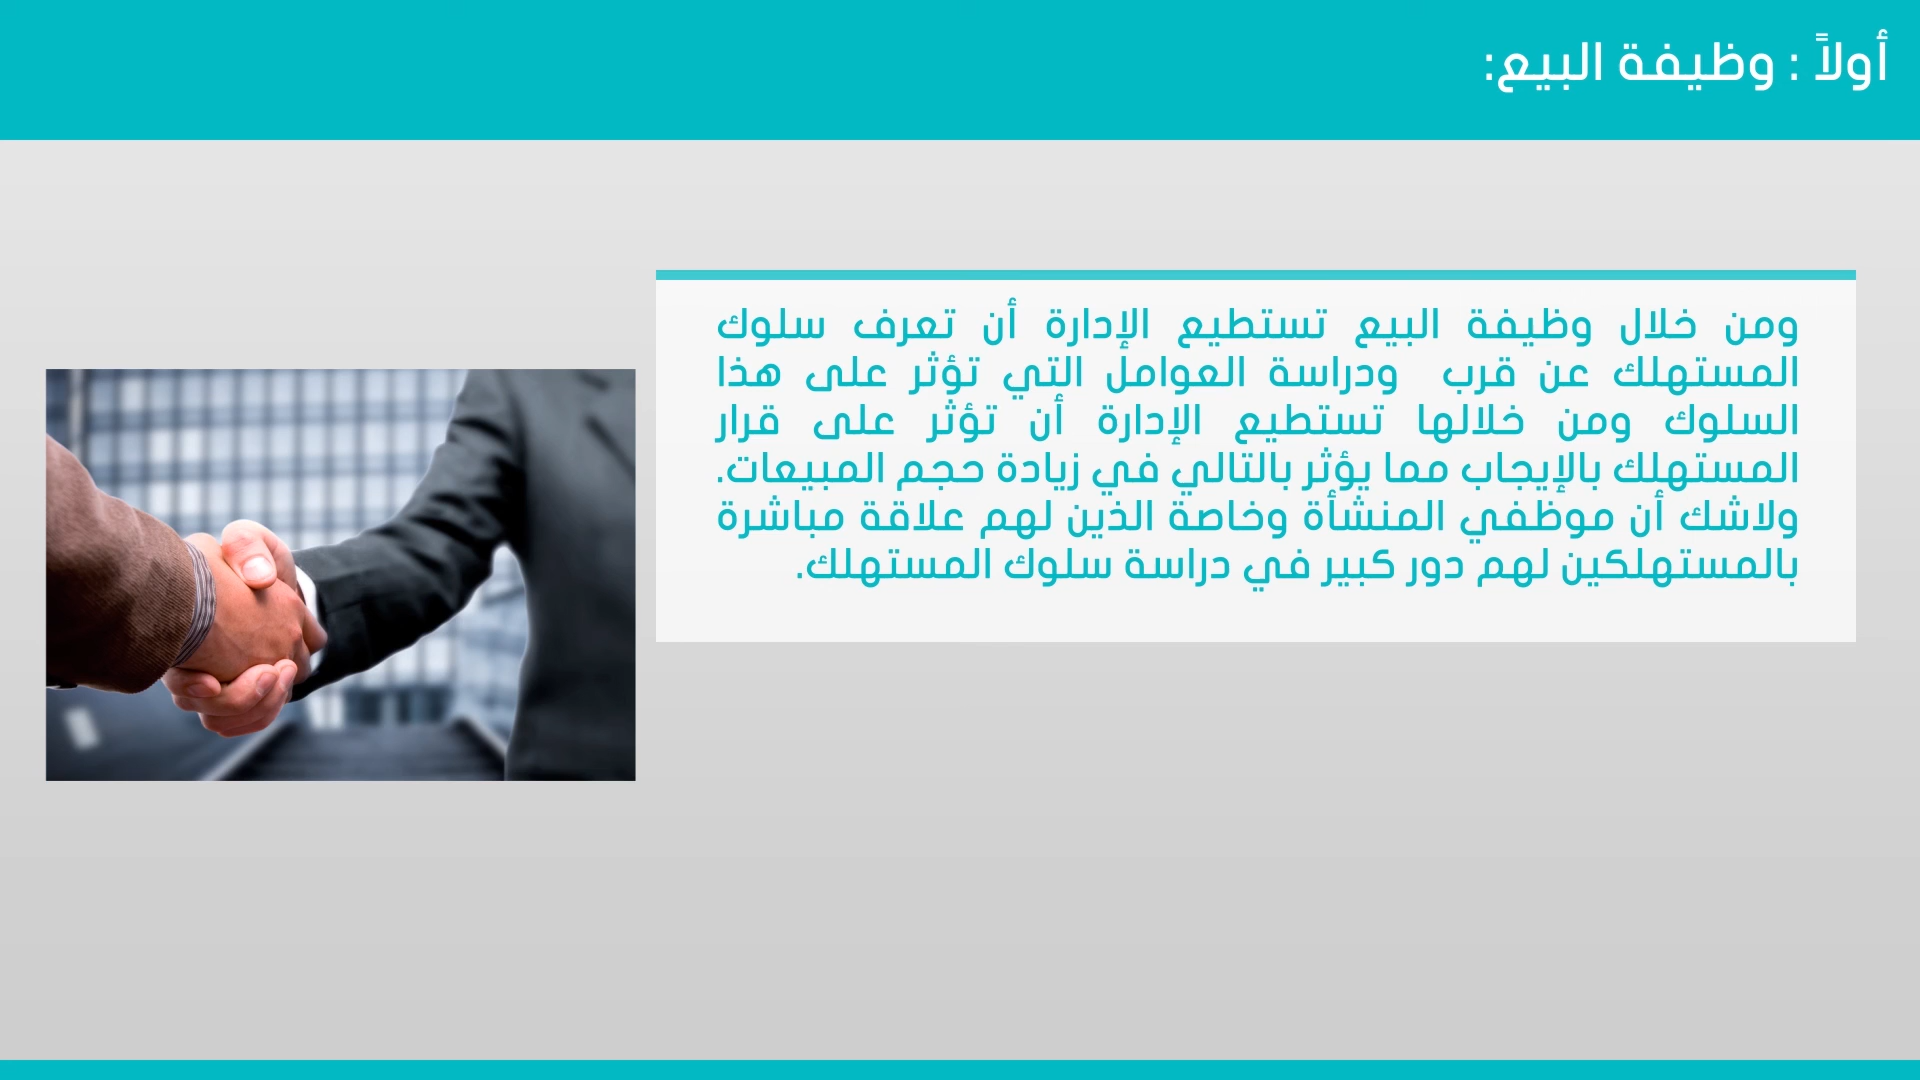 أولاً : وظيفة البيع:
ومن خلال وظيفة البيع تستطيع الإدارة أن تعرف سلوك
المستهلك عن قرب ودراسة العوامل التي تؤثر على هذا
السلوك ومن خلالها تستطيع الإدارة أن تؤثر على قرار
المستهلك بالإيجاب مما يؤثر بالتالي في زيادة حجم المبيعات.
ولاشك أن موظفي المنشأة وخاصة الذين لهم علاقة مباشرة
بالمستهلكين لهم دور كبير في دراسة سلوك المستهلك.